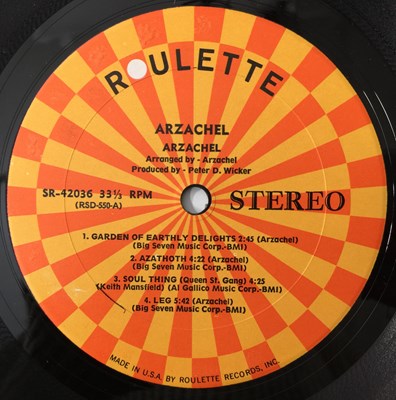 ROULETTE
ARZACHEL
ARZACHEL
Arranged by - Arzachel
Produced by - Peter D. Wicker
SR-42036 33⅓ RPM
(RSD-550-A)
STEREO
1. GARDEN OF EARTHLY DELIGHTS 2:45 (Arzachel)
(Big Seven Music Corp.-BMI)
2. AZATHOTH 4:22 (Arzachel)
(Big Seven Music Corp.-BMI)
3. SOUL THING (Queen St. Gang) 4:25
(Keith Mansfield) (Al Gallico Music Corp.-BMI)
4. LEG 5:42 (Arzachel)
(Big Seven Music Corp.-BMI)
MADE IN U.S.A. BY ROULETTE RECORDS, INC.